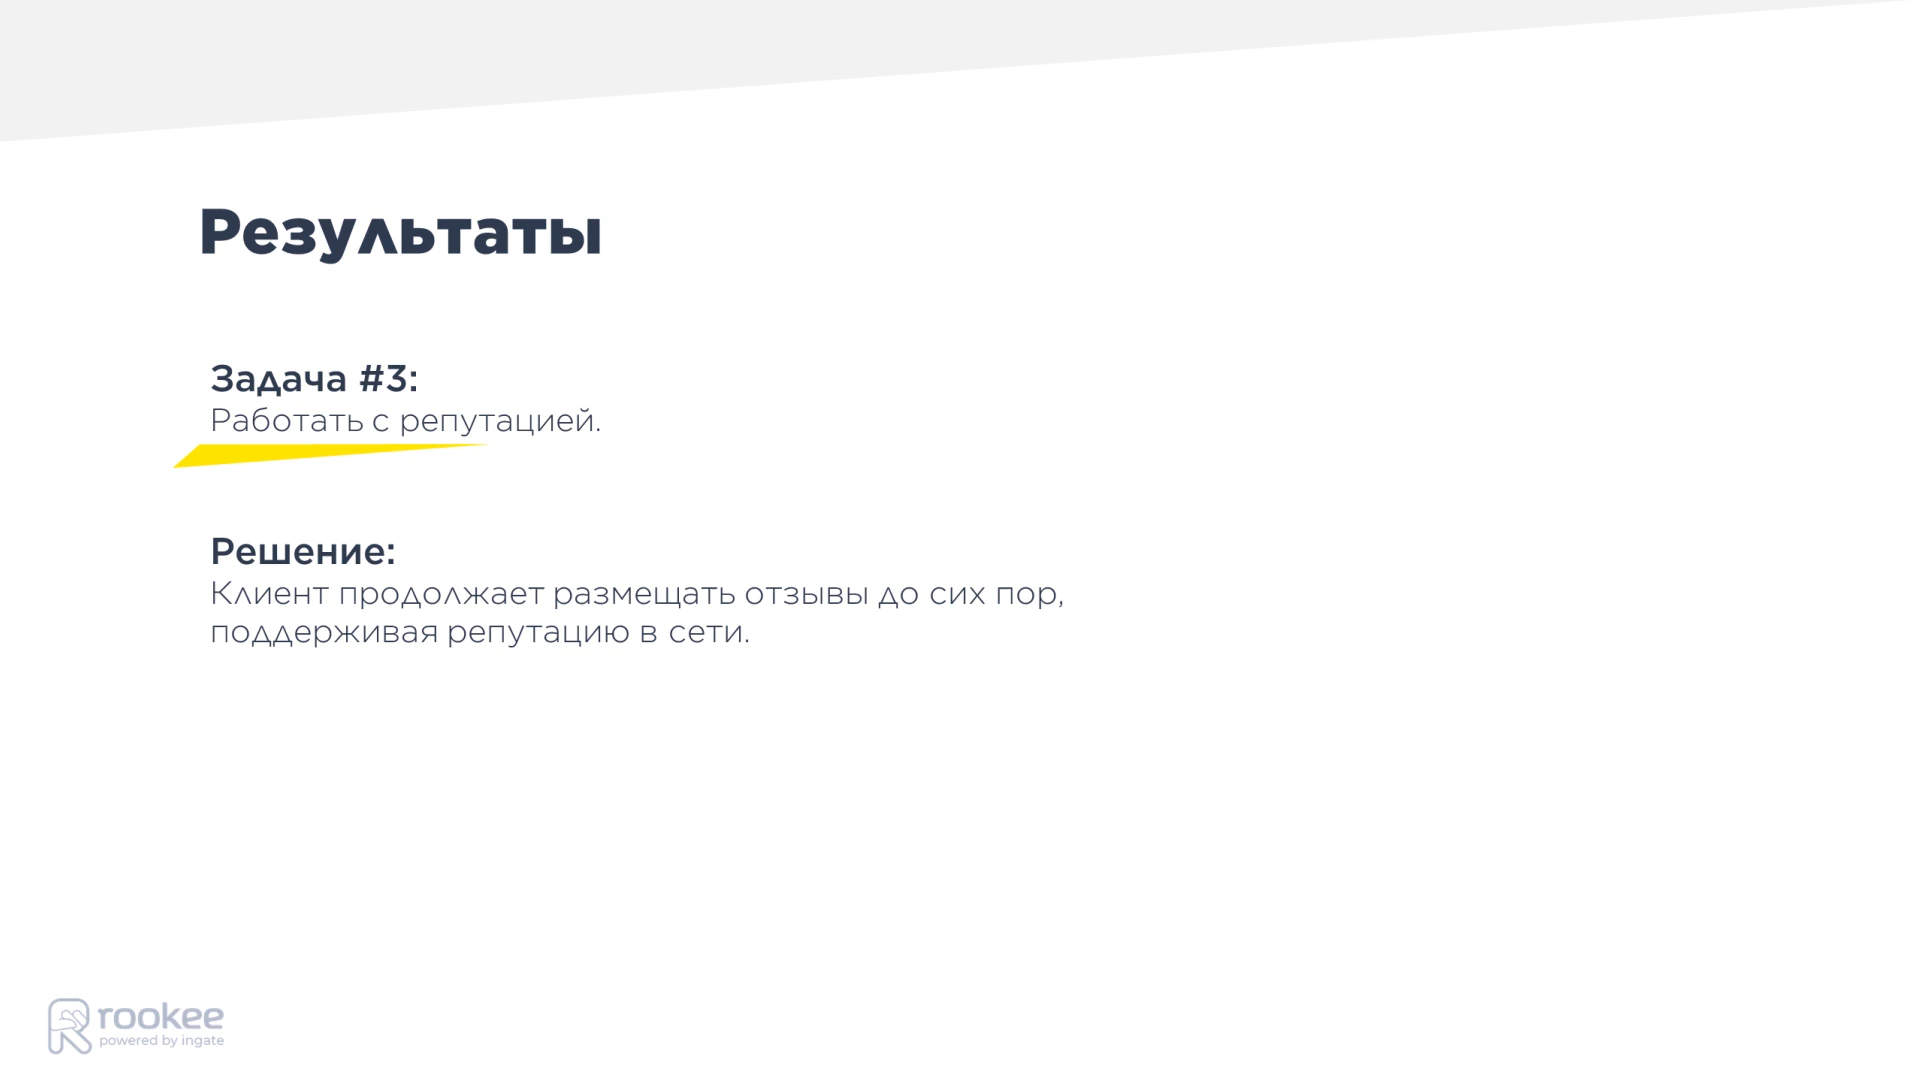 Результаты
Задача #3:
Работать с репутацией.
Решение:
Клиент продолжает размещать отзывы до сих пор,
поддерживая репутацию в сети.
rookee
powered by ingate